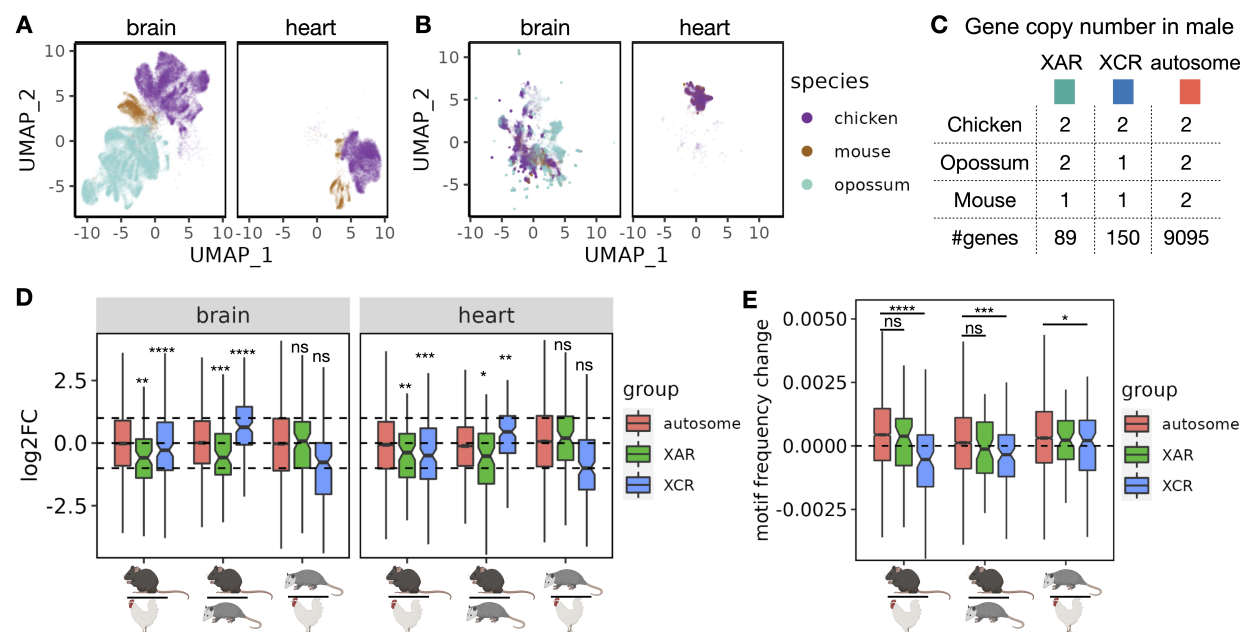 A brain heart
UMAP_2
10
5
0
-5
-10 -5 0 5 10 -10 -5 0 5 10
UMAP_1
B brain heart
UMAP_2
10
5
0
-5
-10 -5 0 5 10 -10 -5 0 5 10
UMAP_1
species
chicken
mouse
opossum
C Gene copy number in male
XAR XCR autosome
Chicken 2 2 2
Opossum 2 1 2
Mouse 1 1 2
#genes 89 150 9095
D
brain heart
log2FC
2.5
0.0
-2.5
** **** *** **** ns ns
** *** * ** ns ns
group
autosome
XAR
XCR
E
motif frequency change
0.0050
0.0025
0.0000
-0.0025
**** *** *
ns ns
group
autosome
XAR
XCR